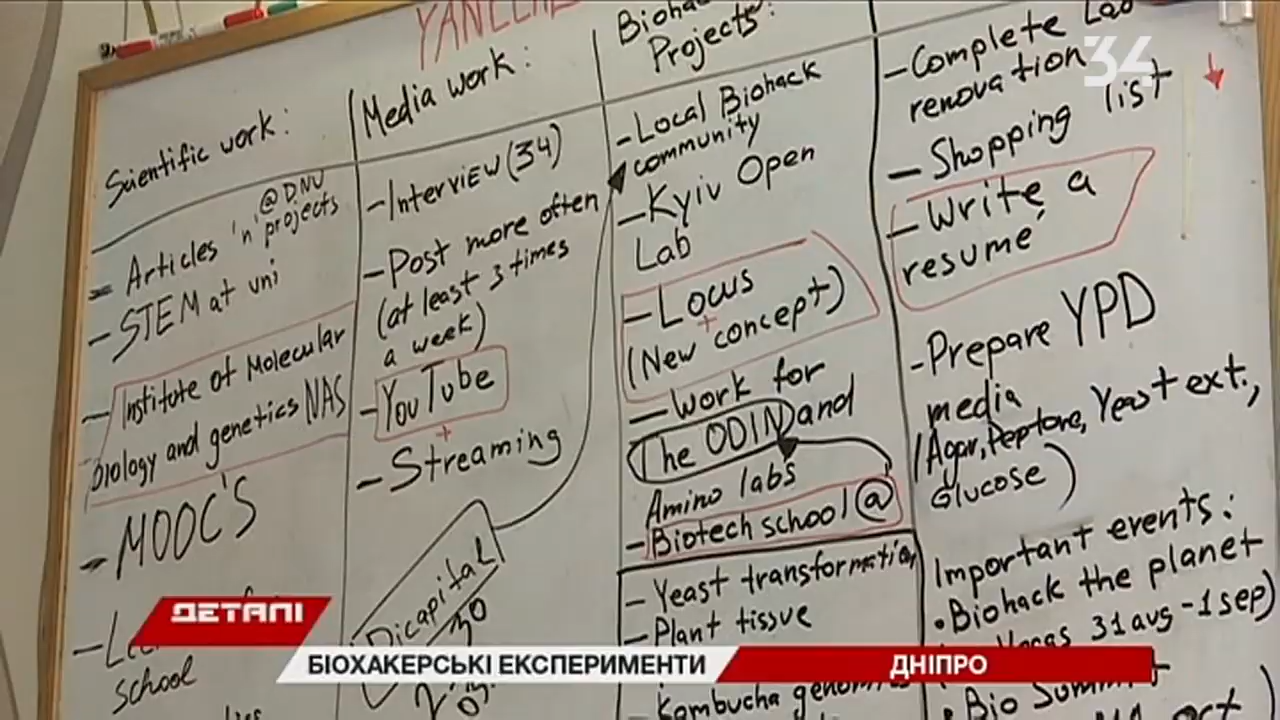 Scientific work:
@DNU
- Articles 'n' projects
- STEM at uni
- Institute of Molecular
Biology and genetics NAS
- MOOC'S
school
Media work:
- Interview (34)
- Post more often
(at least 3 times
a week)
- YouTube
+
- Streaming
Dicapital
30
Projects:
- Local Biohack
community
- Kyiv Open
Lab
- Locus
+
(New concept)
- Work for
The ODIN and
Amino labs
- Biotech school @
- Yeast transformation
- Plant tissue
Kombucha
- Complete Lab
renovation
- Shopping list
- Write a
resume
- Prepare YPD
media
(Agar, Peptone, Yeast ext.,
Glucose)
Important events:
• Biohack the planet
31 aug - 1 sep)
• Bio Summit
34
ДЕТАЛІ
БІОХАКЕРСЬКІ ЕКСПЕРИМЕНТИ
ДНІПРО